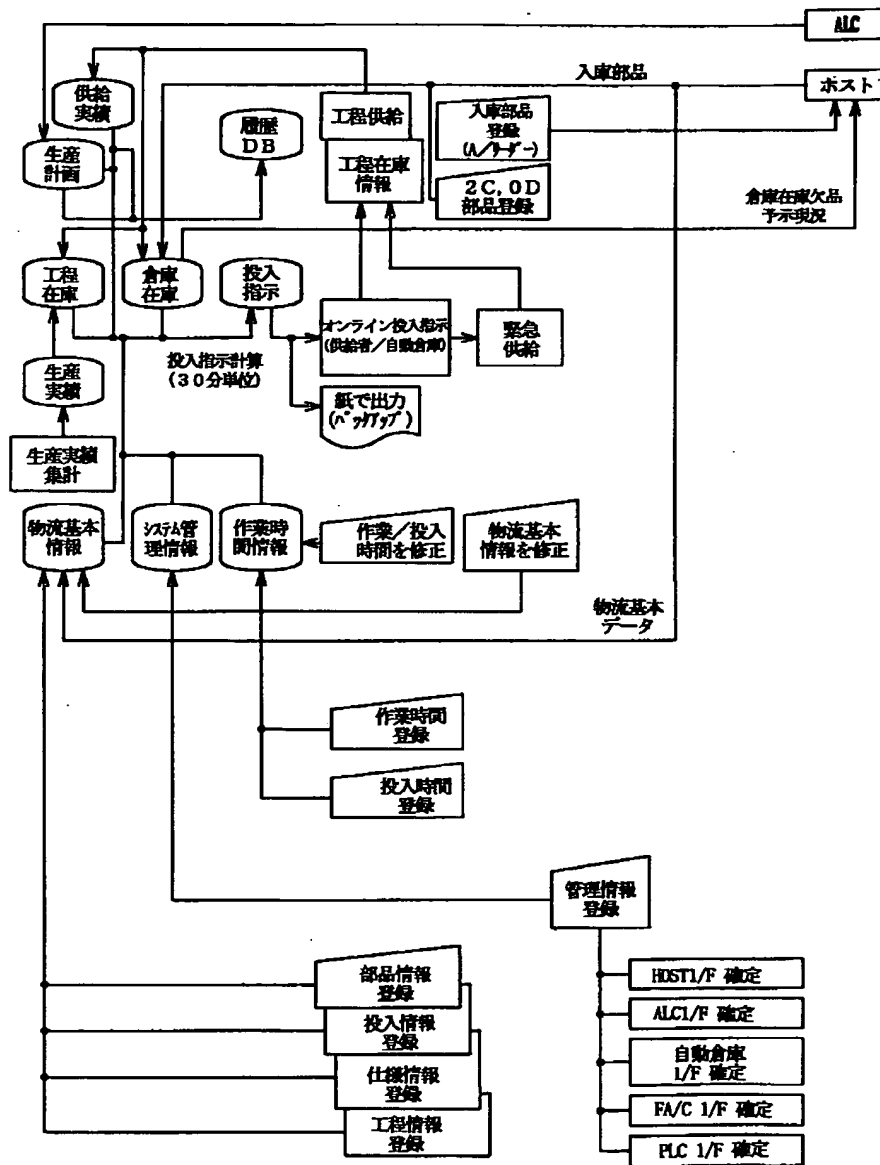 ALC
入庫部品
ホスト
供給
実績
履歴
DB
工程供給
入庫部品
登録
(A/リーダー)
生産
計画
工程在庫
情報
2C,0D
部品登録
倉庫在庫欠品
予示現況
工程
在庫
倉庫
在庫
投入
指示
オンライン投入指示
(供給者/自動倉庫)
緊急
供給
投入指示計算
(30分単位)
生産
実績
紙で出力
(バックアップ)
生産実績
集計
物流基本
情報
システム管
理情報
作業時
間情報
作業/投入
時間を修正
物流基本
情報を修正
物流基本
データ
作業時間
登録
投入時間
登録
管理情報
登録
部品情報
登録
投入情報
登録
仕様情報
登録
工程情報
登録
HOST1/F 確定
ALC1/F 確定
自動倉庫
1/F 確定
FA/C 1/F 確定
PLC 1/F 確定